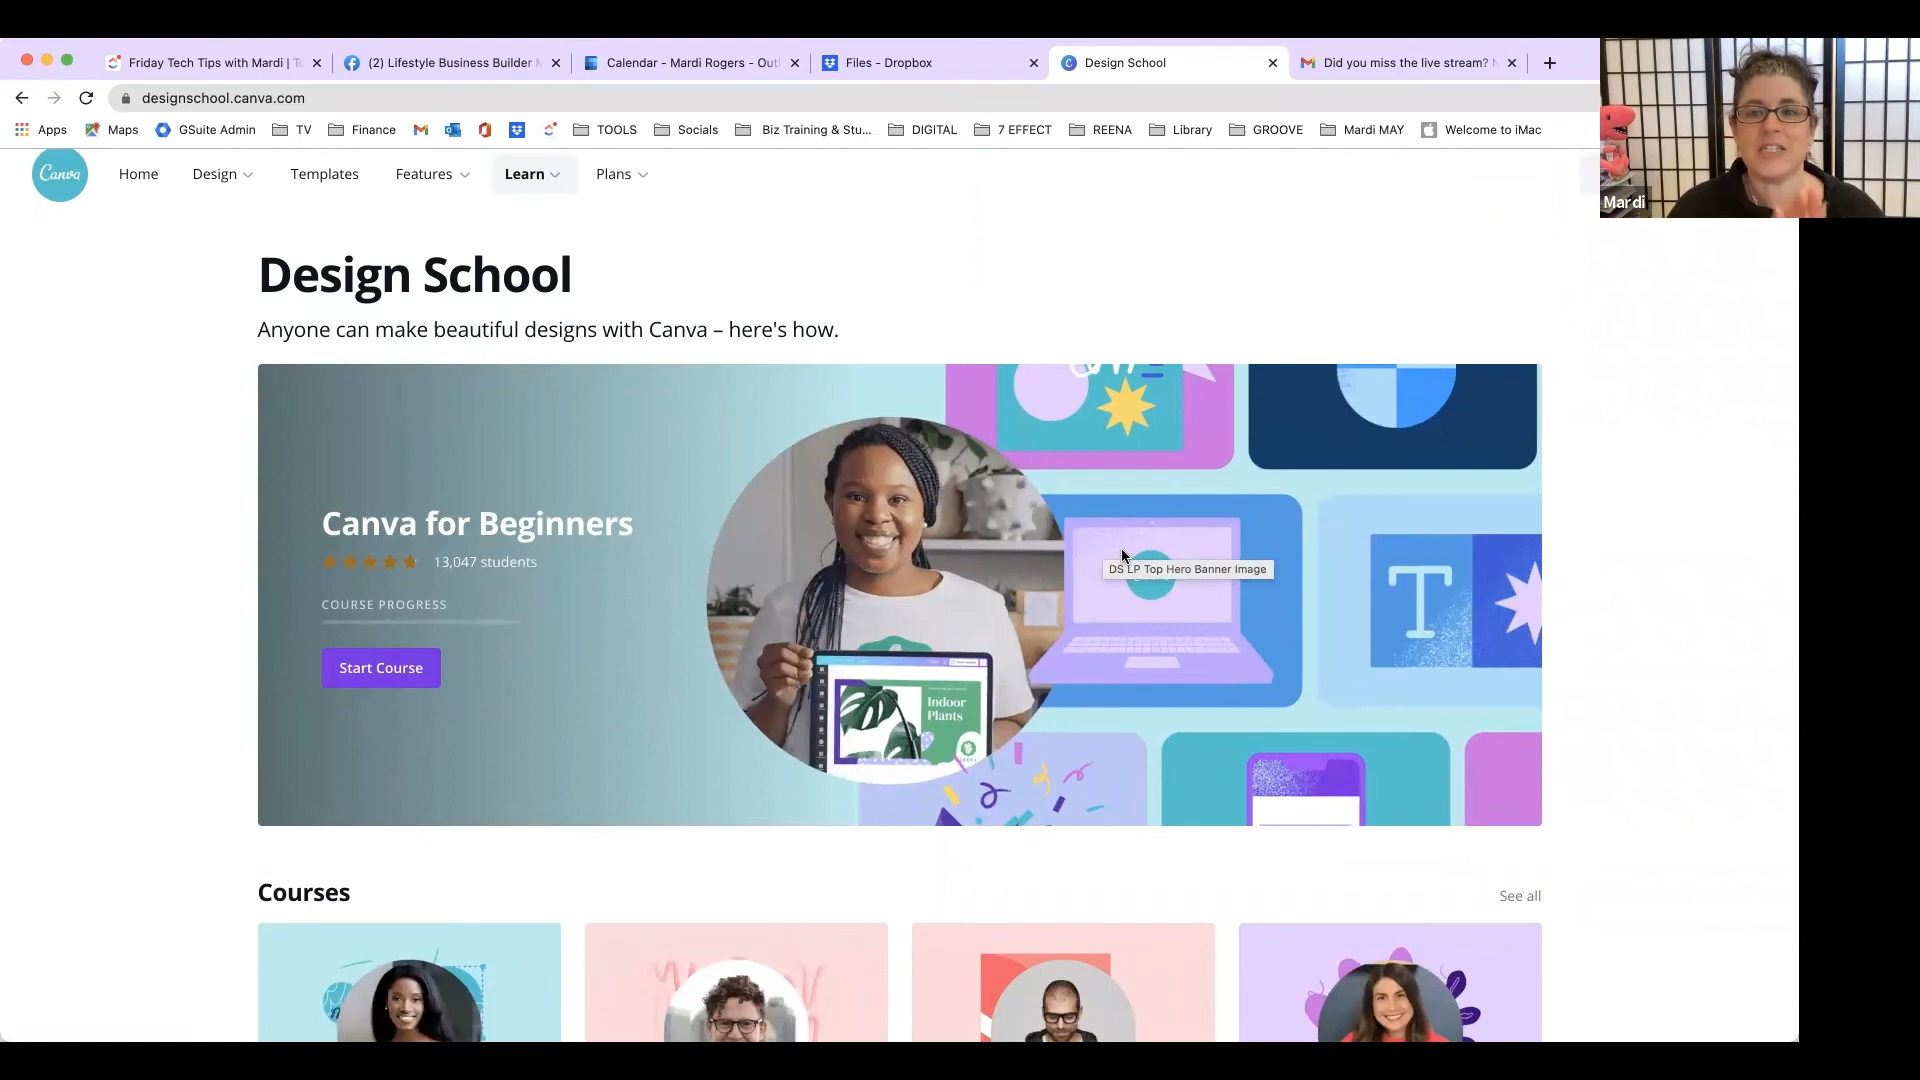 Friday Tech Tips with Mardi | T
(2) Lifestyle Business Builder M
Calendar - Mardi Rogers - Outl
Files - Dropbox
Design School
Did you miss the live stream? N
designschool.canva.com
Apps
Maps
GSuite Admin
TV
Finance
TOOLS
Socials
Biz Training & Stu...
DIGITAL
7 EFFECT
REENA
Library
GROOVE
Mardi MAY
Welcome to iMac
Mardi
Canva
Home
Design
Templates
Features
Learn
Plans
Design School
Anyone can make beautiful designs with Canva – here's how.
Canva for Beginners
13,047 students
COURSE PROGRESS
Start Course
Indoor
Plants
DS LP Top Hero Banner Image
T
Courses
See all